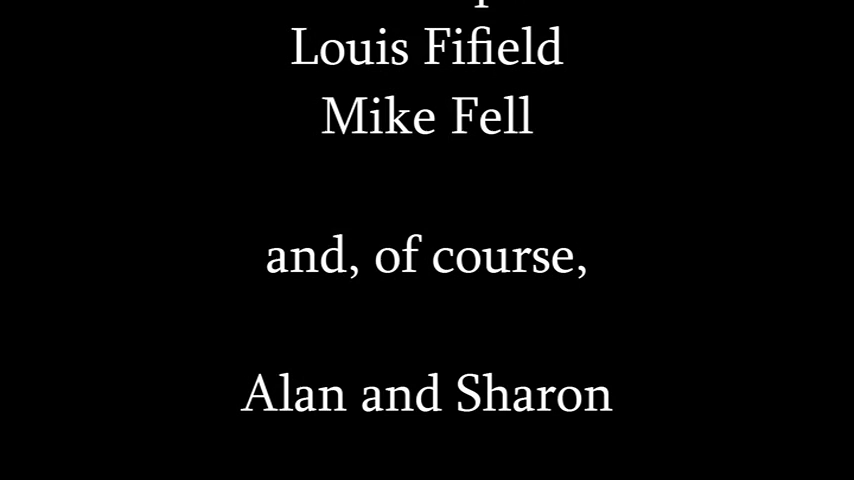 Louis Fifield
Mike Fell
and, of course,
Alan and Sharon